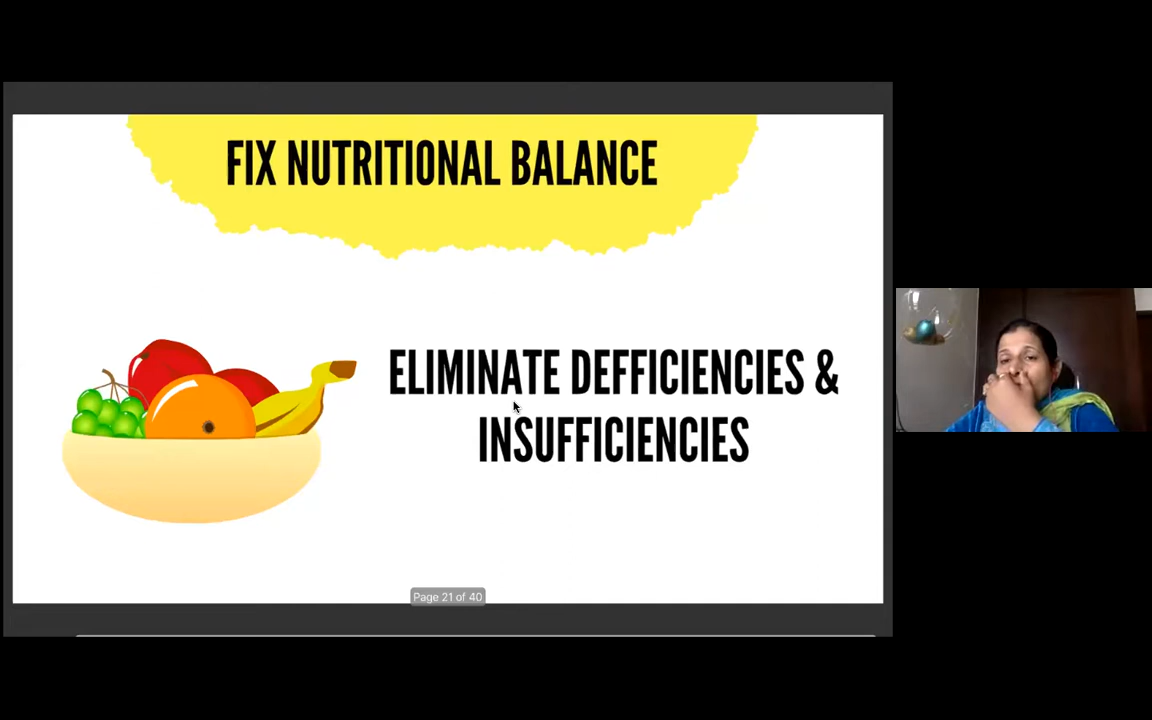 FIX NUTRITIONAL BALANCE
ELIMINATE DEFFICIENCIES &
INSUFFICIENCIES
Page 21 of 40